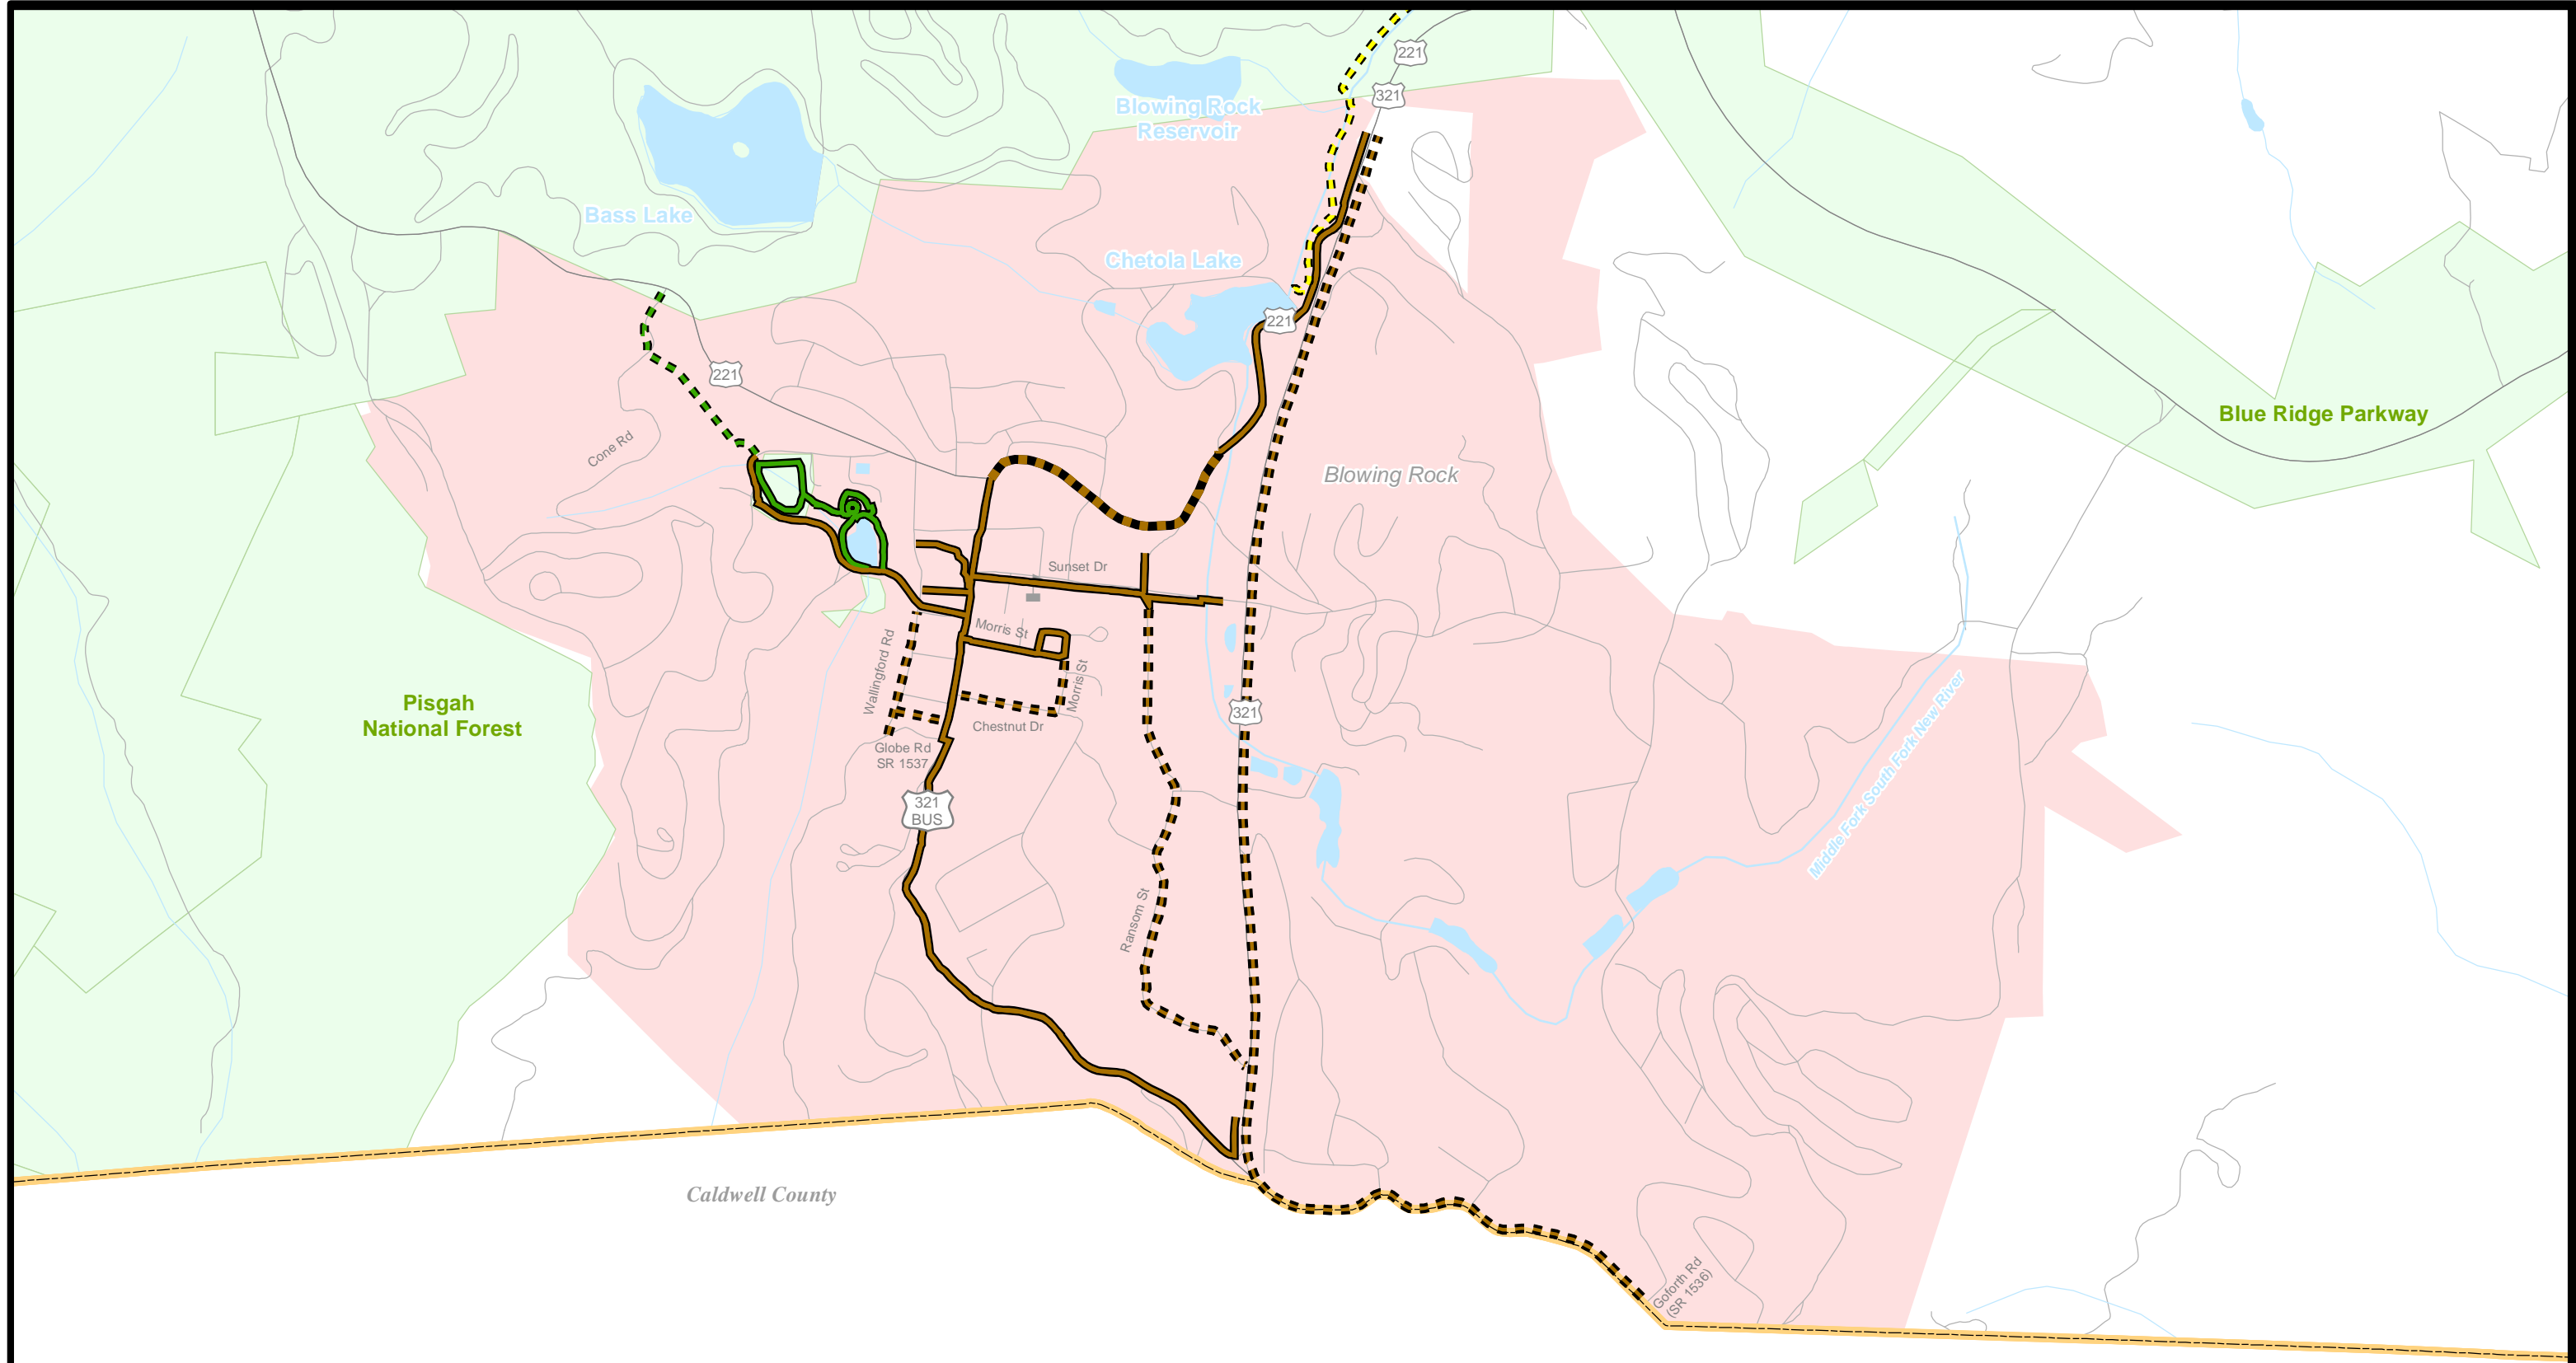 221
321
Blowing Rock
Reservoir
Bass Lake
Chetola Lake
221
221
Blue Ridge Parkway
Cone Rd
Blowing Rock
Sunset Dr
Morris St
Wallingford Rd
Morris St
Pisgah
National Forest
321
Chestnut Dr
Globe Rd
SR 1537
Middle Fork South Fork New River
321
BUS
Ransom St
Caldwell County
Goforth Rd
(SR 1536)